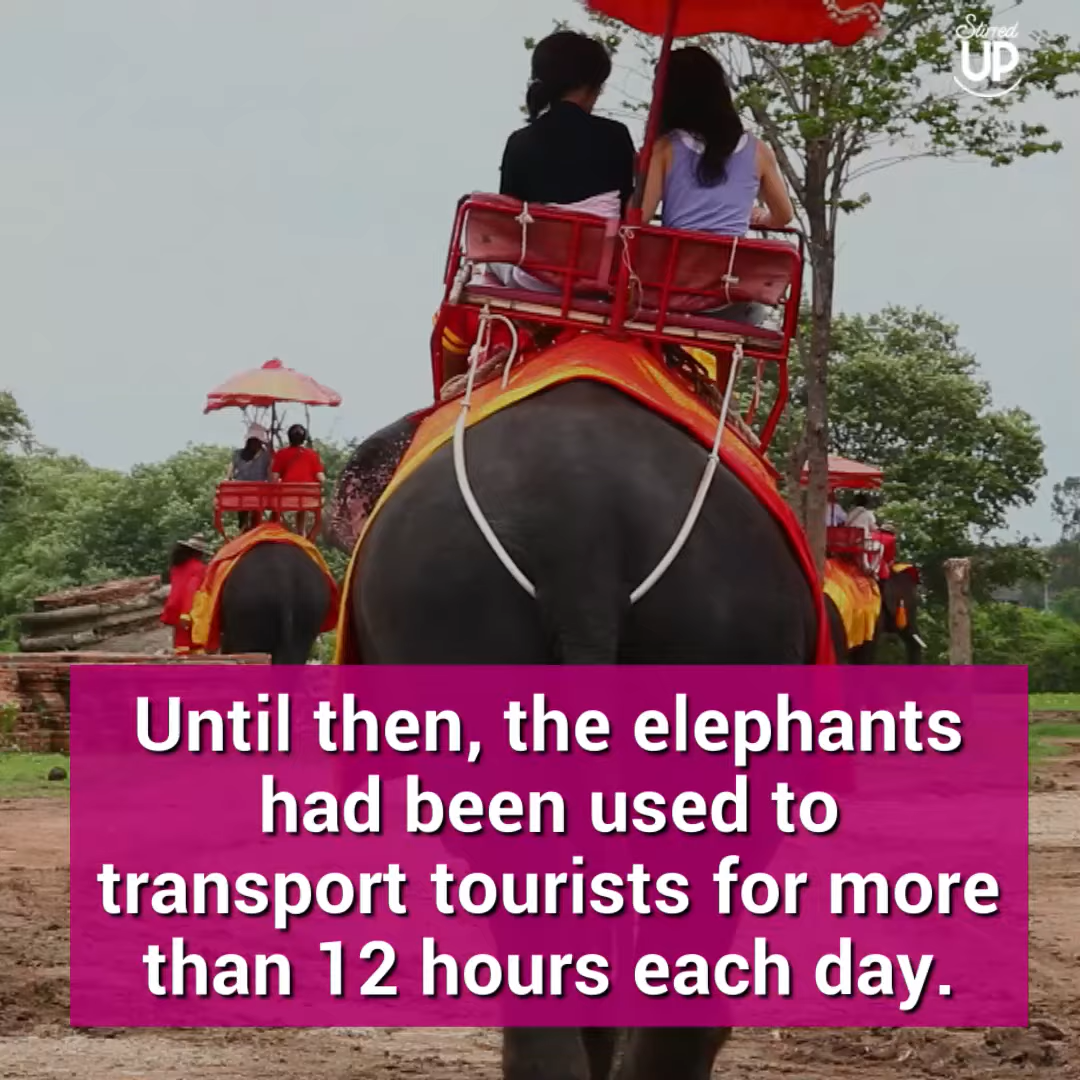 Stirred
UP
Until then, the elephants
had been used to
transport tourists for more
than 12 hours each day.